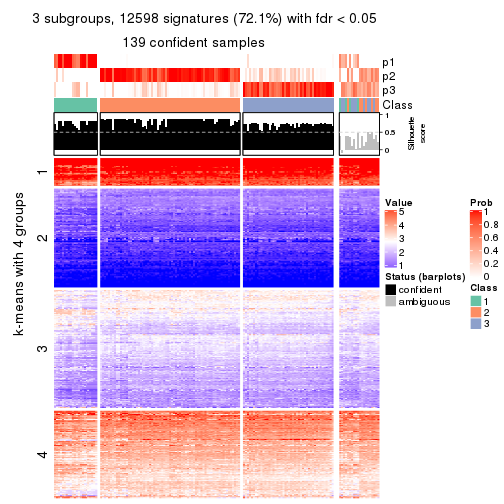 3 subgroups, 12598 signatures (72.1%) with fdr < 0.05
139 confident samples
p1
p2
p3
Class
1
0.5
0
Silhouette
score
k-means with 4 groups
1
2
3
4
Value
5
4
3
2
1
Status (barplots)
confident
ambiguous
Prob
1
0.8
0.6
0.4
0.2
0
Class
1
2
3